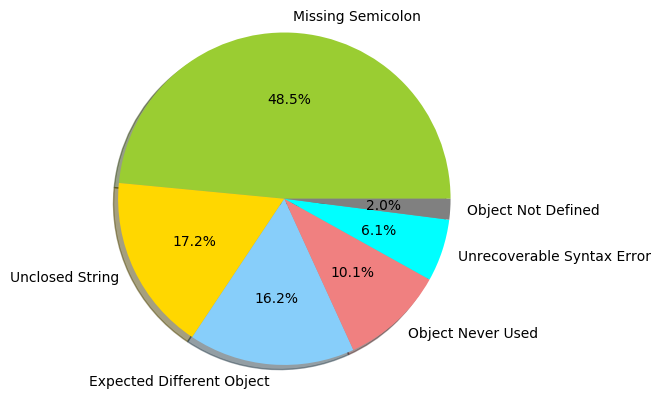 Missing Semicolon
48.5%
2.0%
Object Not Defined
6.1%
Unrecoverable Syntax Error
17.2%
Unclosed String
10.1%
Object Never Used
16.2%
Expected Different Object